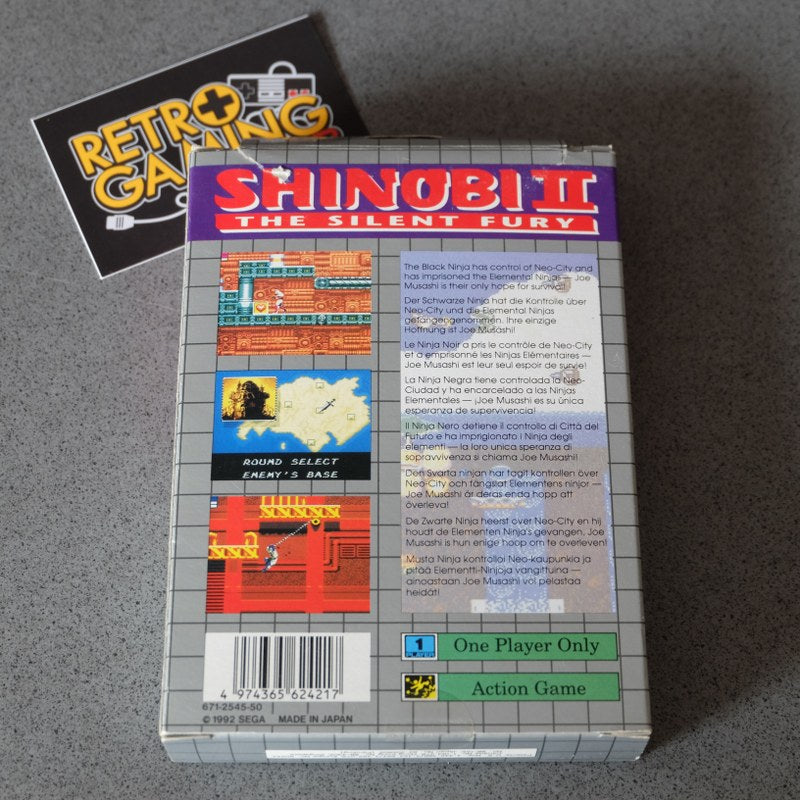 RETRO
GAMING
SHINOBI II
THE SILENT FURY
The Black Ninja has control of Neo-City and
has imprisoned the Elemental Ninjas — Joe
Musashi is their only hope for survival!
Der Schwarze Ninja hat die Kontrolle über
Neo-City und die Elemental Ninjas
gefangengenommen. Ihre einzige
Hoffnung ist Joe Musashi!
Le Ninja Noir a pris le contrôle de Neo-City
et a emprisonné les Ninjas Elémentaires —
Joe Musashi est leur seul espoir de survie!
La Ninja Negra tiene controlada la Neo-
Ciudad y ha encarcelado a las Ninjas
Elementales — ¡Joe Musashi es su única
esperanza de supervivencia!
Il Ninja Nero detiene il controllo di Città del
Futuro e ha imprigionato i Ninja degli
elementi — la loro unica speranza di
sopravvivenza si chiama Joe Musashi!
Den Svarta ninjan har tagit kontrollen över
Neo-City och fängslat Elementens ninjor —
Joe Musashi är deras enda hopp att
överleva!
De Zwarte Ninja heerst over Neo-City en hij
houdt de Elementen Ninja's gevangen. Joe
Musashi is hun enige hoop om te overleven!
Musta Ninja kontrolloi Neo-kaupunkia ja
pitää Elementti-Ninjoja vangittuina —
ainoastaan Joe Musashi voi pelastaa
heidät!
ROUND SELECT
ENEMY'S BASE
1
PLAYER
One Player Only
Action Game
4 974365 624217
671-2545-50
© 1992 SEGA MADE IN JAPAN